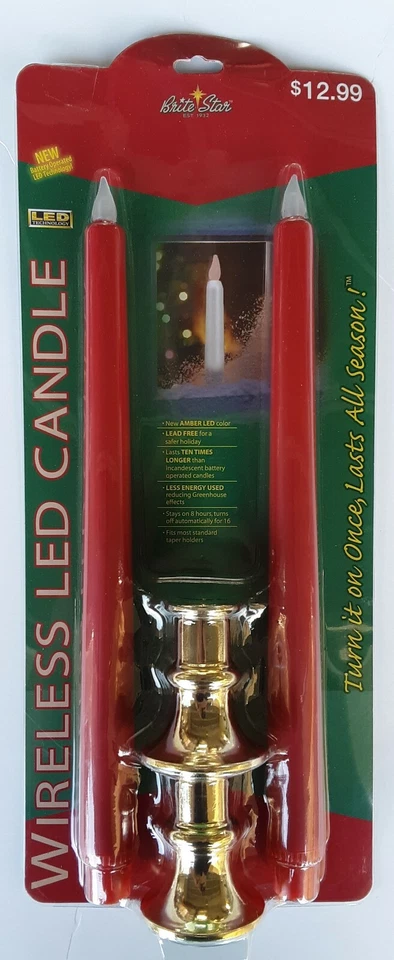 $12.99
Brite Star™
EST 1932
NEW
Battery Operated
LED Technology
LED
TECHNOLOGY
WIRELESS LED CANDLE
• New AMBER LED color
• LEAD FREE for a
safer holiday
• Lasts TEN TIMES
LONGER than
incandescent battery
operated candles
• LESS ENERGY USED
reducing Greenhouse
effects
• Stays on 8 hours, turns
off automatically for 16
• Fits most standard
taper holders
Turn it on Once, Lasts All Season!™